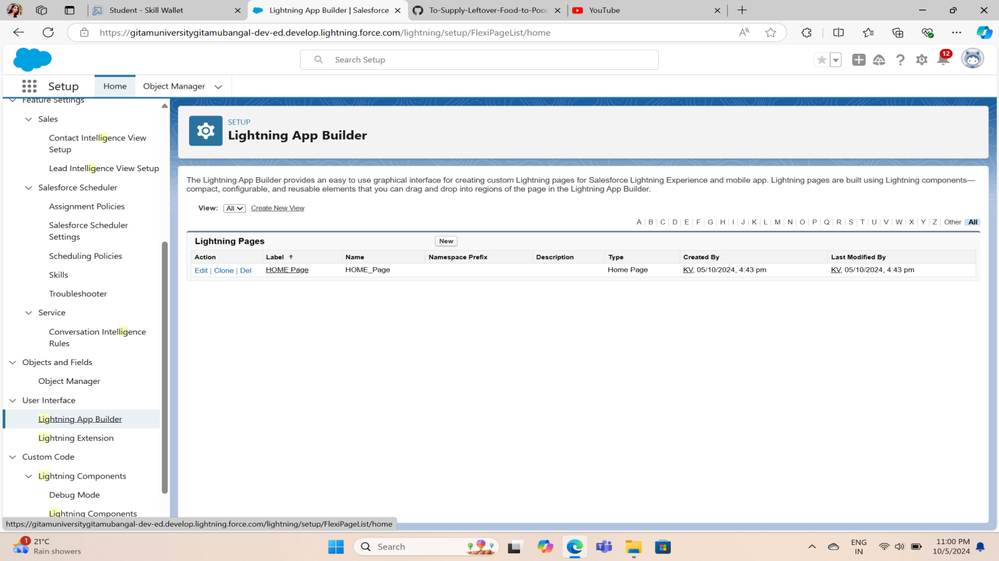 Student - Skill Wallet
Lightning App Builder | Salesforce
To-Supply-Leftover-Food-to-Poor
YouTube
https://gitamuniversitygitamubangal-dev-ed.develop.lightning.force.com/lightning/setup/FlexiPageList/home
Search Setup
12
Setup
Home
Object Manager
Feature Settings
Sales
Contact Intelligence View
Setup
Lead Intelligence View Setup
Salesforce Scheduler
Assignment Policies
Salesforce Scheduler
Settings
Scheduling Policies
Skills
Troubleshooter
Service
Conversation Intelligence
Rules
Objects and Fields
Object Manager
User Interface
Lightning App Builder
Lightning Extension
Custom Code
Lightning Components
Debug Mode
Lightning Components
SETUP
Lightning App Builder
The Lightning App Builder provides an easy to use graphical interface for creating custom Lightning pages for Salesforce Lightning Experience and mobile app. Lightning pages are built using Lightning components—
compact, configurable, and reusable elements that you can drag and drop into regions of the page in the Lightning App Builder.
View: All Create New View
A | B | C | D | E | F | G | H | I | J | K | L | M | N | O | P | Q | R | S | T | U | V | W | X | Y | Z | Other All
Lightning Pages New
Action Label Name Namespace Prefix Description Type Created By Last Modified By
Edit | Clone | Del HOME Page HOME_Page Home Page KV, 05/10/2024, 4:43 pm KV, 05/10/2024, 4:43 pm
https://gitamuniversitygitamubangal-dev-ed.develop.lightning.force.com/lightning/setup/FlexiPageList/home
1
21°C
Rain showers
Search
ENG
IN
11:00 PM
10/5/2024